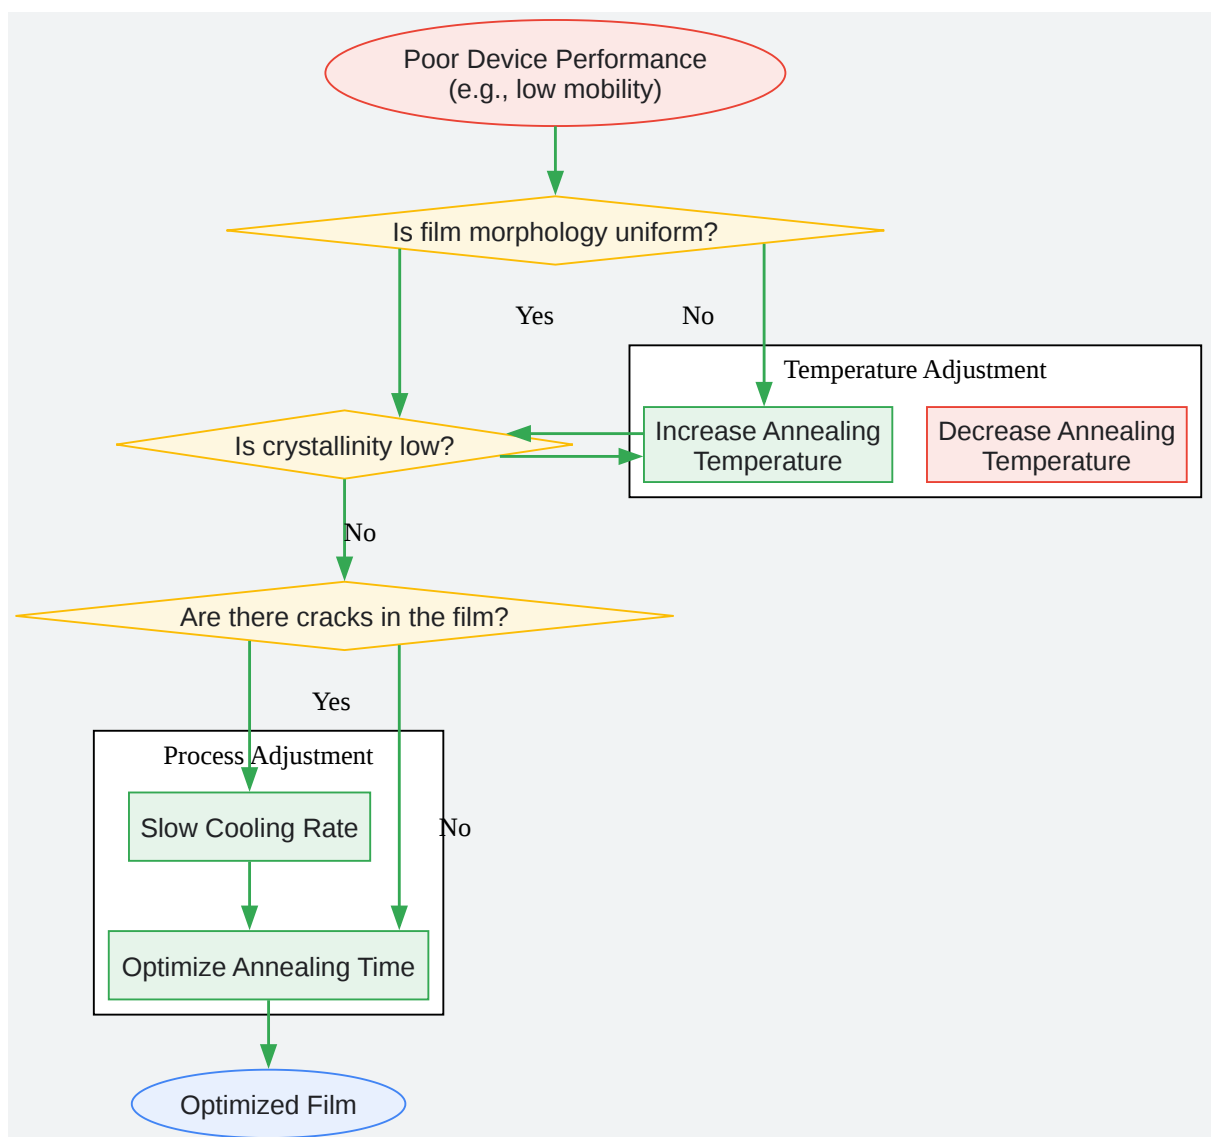 Poor Device Performance
(e.g., low mobility)
Is film morphology uniform?
Yes
No
Temperature Adjustment
Is crystallinity low?
Increase Annealing
Temperature
Decrease Annealing
Temperature
No
Are there cracks in the film?
Yes
Process Adjustment
Slow Cooling Rate
No
Optimize Annealing Time
Optimized Film